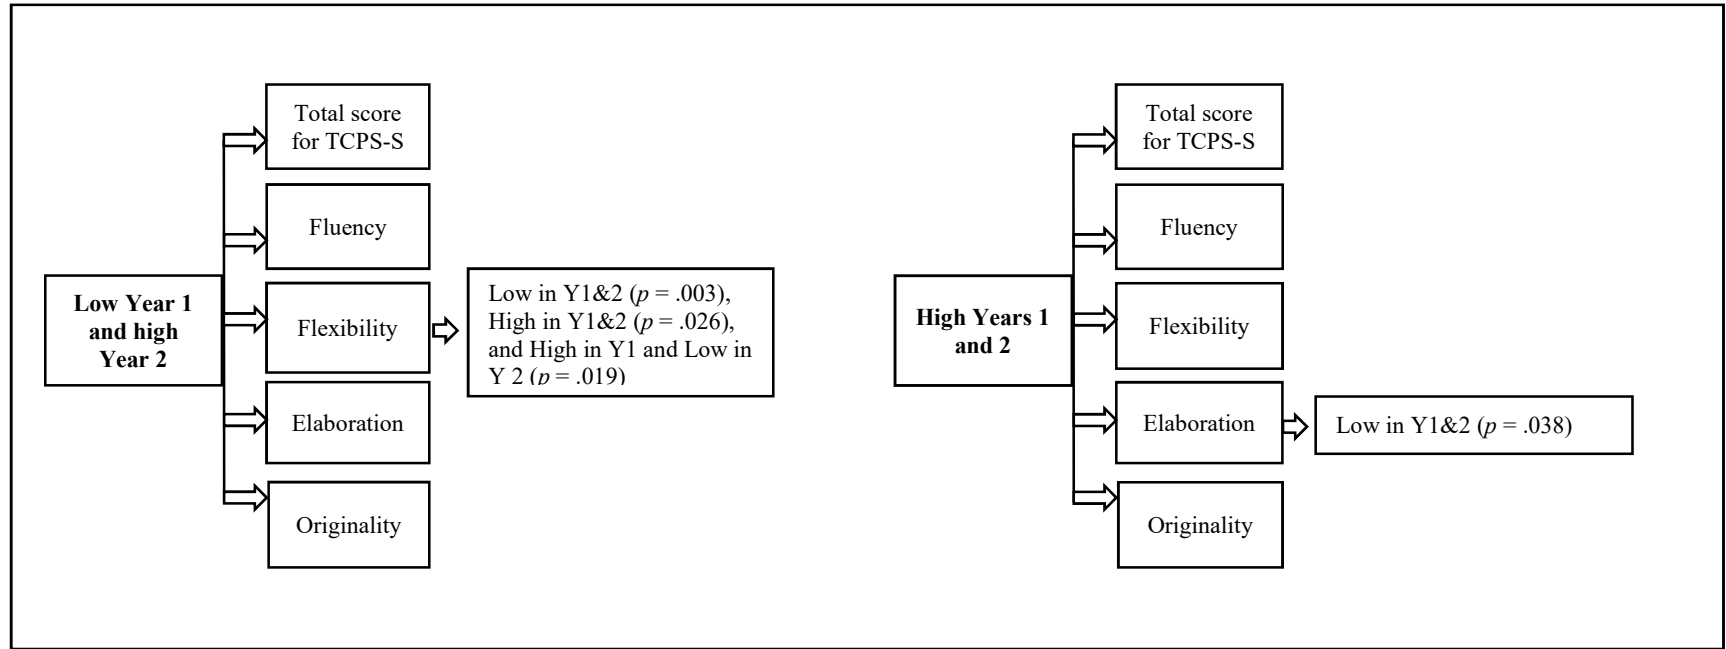 Low Year 1
and high
Year 2
Total score
for TCPS-S
Fluency
Flexibility
Elaboration
Originality
Low in Y1&2 (p = .003),
High in Y1&2 (p = .026),
and High in Y1 and Low in
Y 2 (p = .019)
High Years 1
and 2
Total score
for TCPS-S
Fluency
Flexibility
Elaboration
Originality
Low in Y1&2 (p = .038)